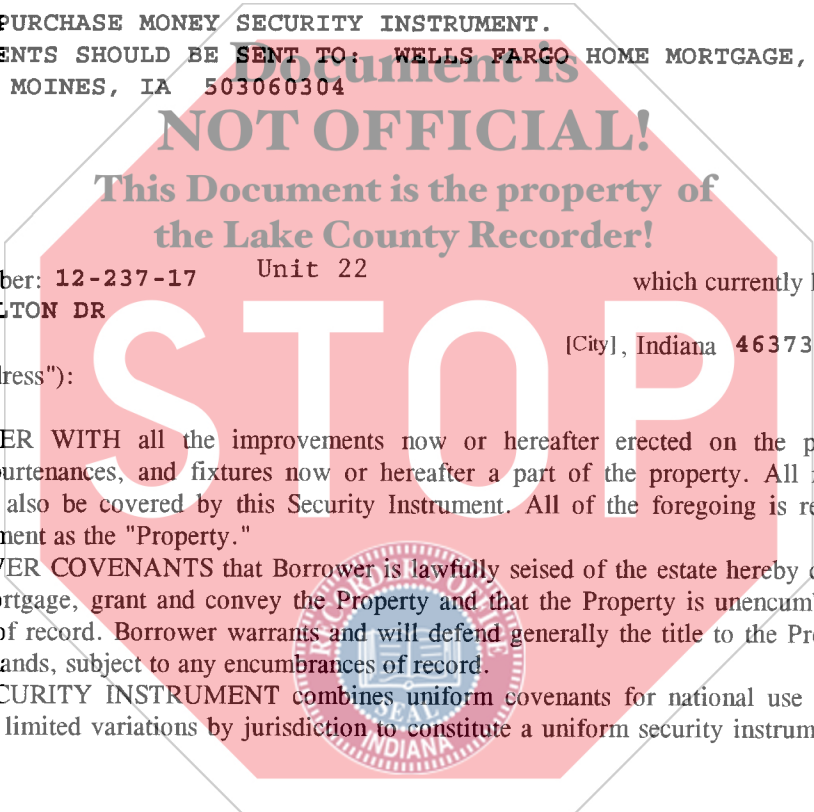 PURCHASE MONEY SECURITY INSTRUMENT.
ENTS SHOULD BE SENT TO: WELLS FARGO HOME MORTGAGE,
MOINES, IA 503060304
Document is
NOT OFFICIAL!
This Document is the property of
the Lake County Recorder!
ber: 12-237-17 Unit 22 which currently
LTON DR
[City], Indiana 46373
dress"):
STOP
ER WITH all the improvements now or hereafter erected on the p
purtenances, and fixtures now or hereafter a part of the property. All
also be covered by this Security Instrument. All of the foregoing is re
ment as the "Property."
VER COVENANTS that Borrower is lawfully seised of the estate hereby
ortgage, grant and convey the Property and that the Property is unencumb
of record. Borrower warrants and will defend generally the title to the Pro
ands, subject to any encumbrances of record.
CURITY INSTRUMENT combines uniform covenants for national use
limited variations by jurisdiction to constitute a uniform security instrum
SEAL
INDIANA